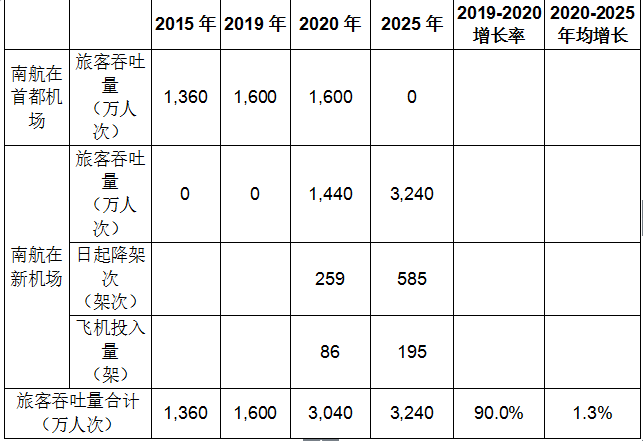 2015 年 2019 年 2020 年 2025 年 2019-2020 2020-2025
增长率 年均增长
南航在
首都机
场
旅客吞吐
量
（万人
次）
1,360 1,600 1,600 0
南航在
新机场
旅客吞吐
量
（万人
次）
0 0 1,440 3,240
日起降架
次
（架次）
259 585
飞机投入
量
（架）
86 195
旅客吞吐量合计
（万人次）
1,360 1,600 3,040 3,240 90.0% 1.3%